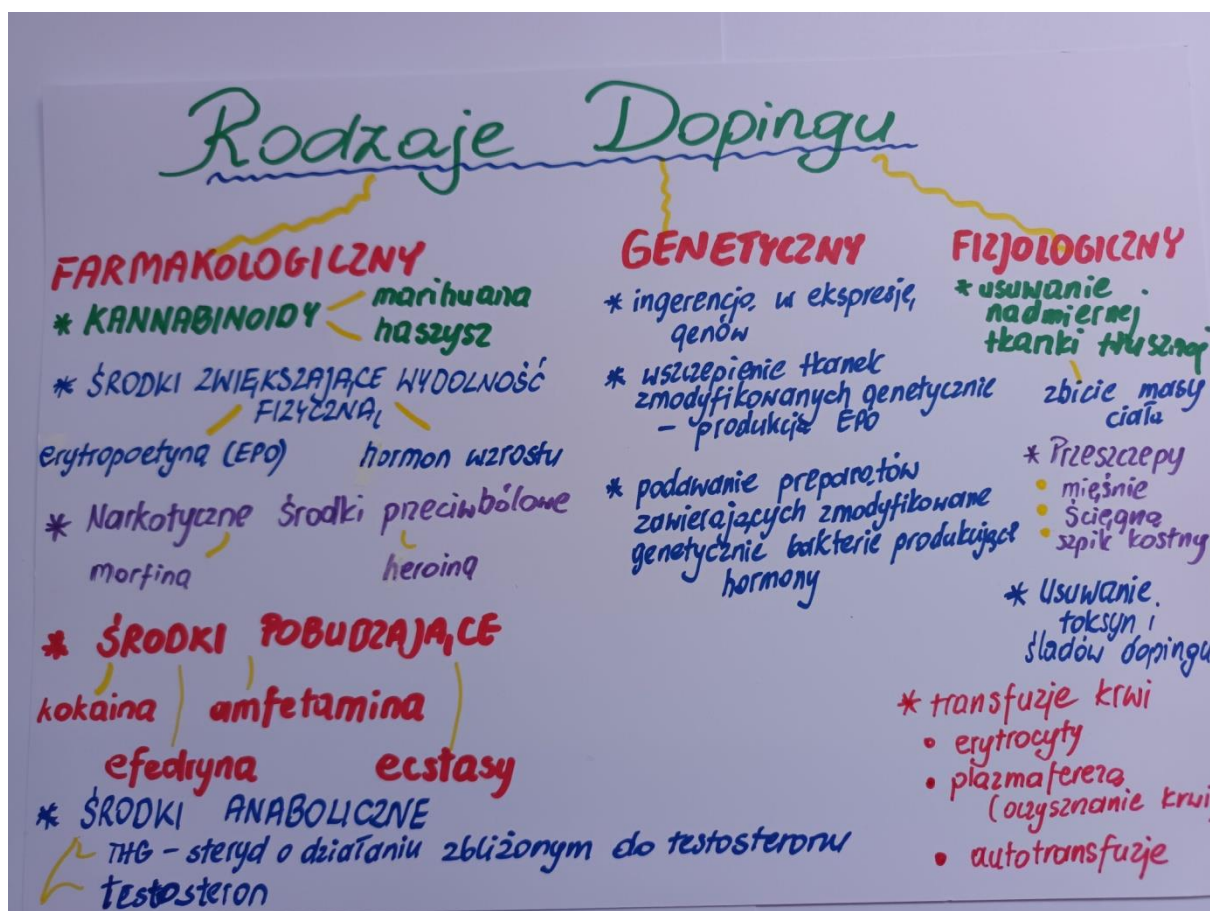 Rodzaje Dopingu
FARMAKOLOGICZNY
* KANNABINOIDY
marihuana
haszysz
* ŚRODKI ZWIĘKSZAJĄCE WYDOLNOŚĆ
FIZYCZNĄ
erytropoetyna (EPO)
hormon wzrostu
* Narkotyczne środki przeciwbólowe
morfina
heroina
* ŚRODKI POBUDZAJĄCE
kokaina
amfetamina
efedryna
ecstasy
* ŚRODKI ANABOLICZNE
THG - steryd o działaniu zbliżonym do testosteronu
testosteron
GENETYCZNY
* ingerencja w ekspresję
genów
* wszczepienie tkanek
zmodyfikowanych genetycznie
- produkcja EPO
* podawanie preparatów
zawierających zmodyfikowane
genetycznie bakterie produkujące
hormony
FIZJOLOGICZNY
* usuwanie
nadmiernej
tkanki tłuszczej
zbicie masy
ciała
* Przeszczepy
• mięśnie
• ścięgna
• szpik kostny
* Usuwanie
toksyn i
śladów dopingu
* transfuzje krwi
• erytrocyty
• plazmafereza
(oczysznanie krwi)
• autotransfuzje